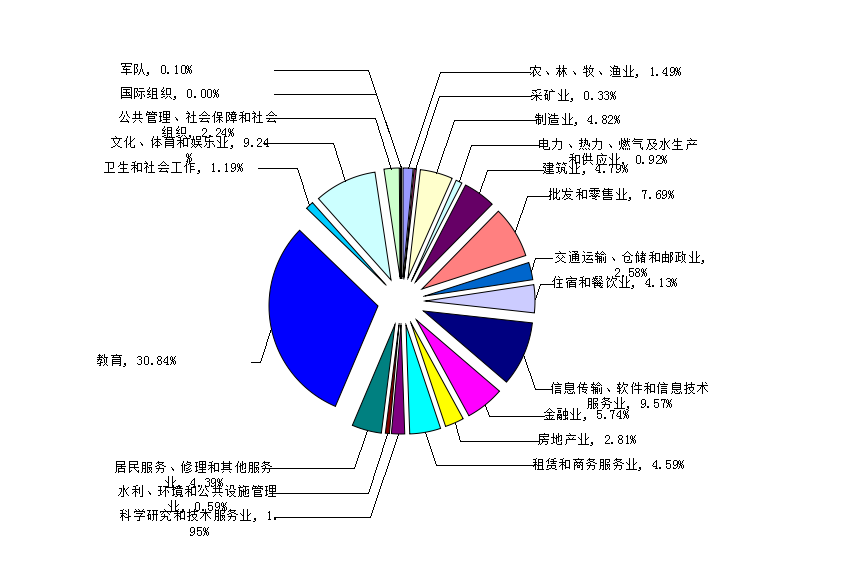 军队, 0.10%
国际组织, 0.00%
公共管理、社会保障和社会
组织, 2.24%
文化、体育和娱乐业, 9.24
%
卫生和社会工作, 1.19%
教育, 30.84%
居民服务、修理和其他服务
业, 4.39%
水利、环境和公共设施管理
业, 0.59%
科学研究和技术服务业, 1.
95%
农、林、牧、渔业, 1.49%
采矿业, 0.33%
制造业, 4.82%
电力、热力、燃气及水生产
和供应业, 0.92%
建筑业, 4.79%
批发和零售业, 7.69%
交通运输、仓储和邮政业,
2.58%
住宿和餐饮业, 4.13%
信息传输、软件和信息技术
服务业, 9.57%
金融业, 5.74%
房地产业, 2.81%
租赁和商务服务业, 4.59%